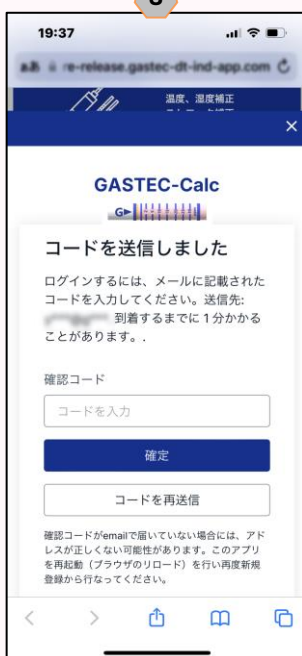 19:37
re-release.gastec-dt-ind-app.com
温度、湿度補正
GASTEC-Calc
G
コードを送信しました
ログインするには、メールに記載された
コードを入力してください。送信先:
到着するまでに1分かかる
ことがあります。.
確認コード
コードを入力
確定
コードを再送信
確認コードがemailで届いていない場合には、アド
レスが正しくない可能性があります。このアプリ
を再起動（ブラウザのリロード）を行い再度新規
登録から行なってください。